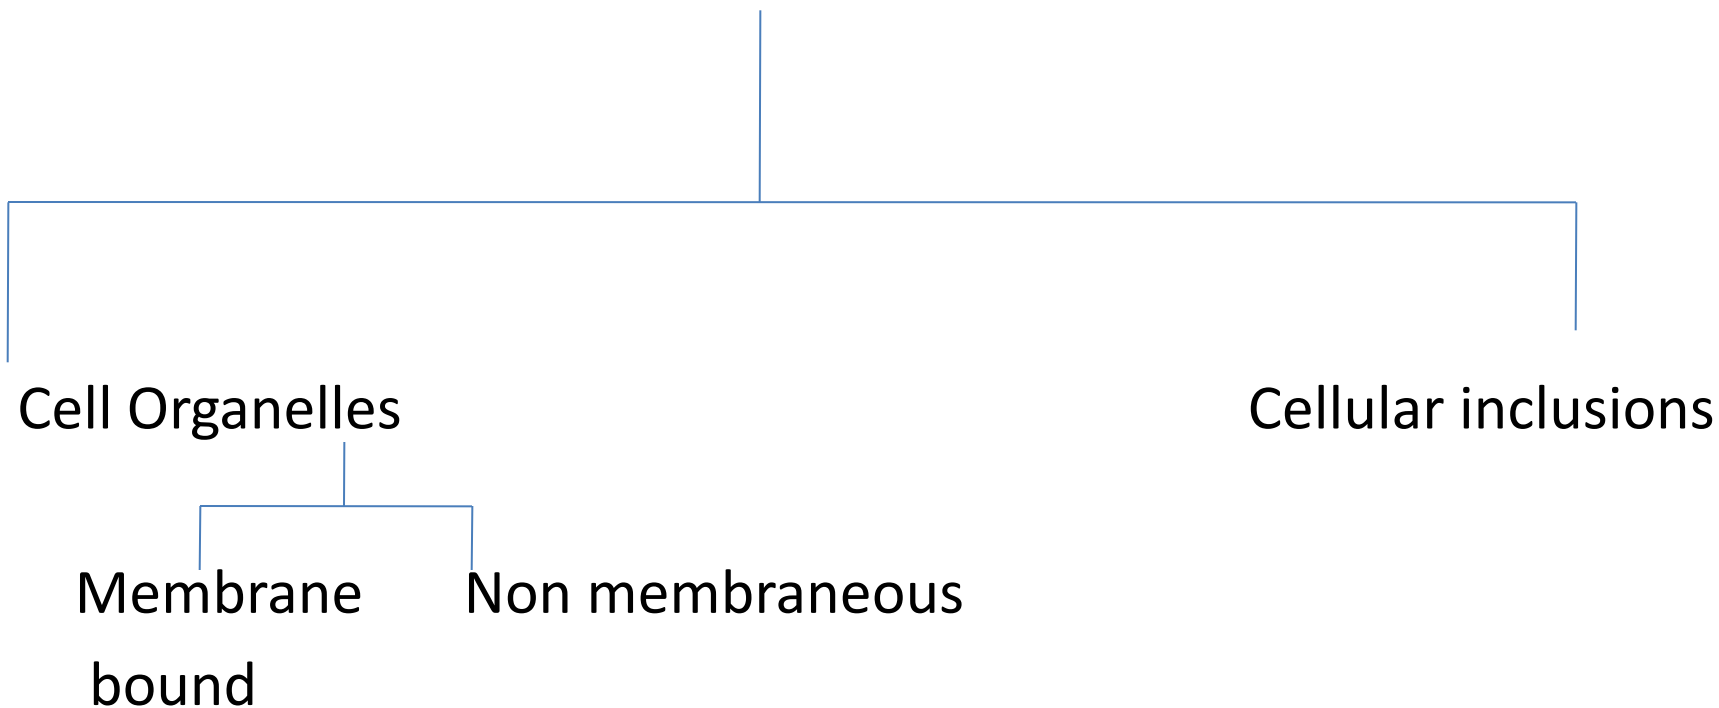 Cell Organelles
Cellular inclusions
Membrane
Non membraneous
bound